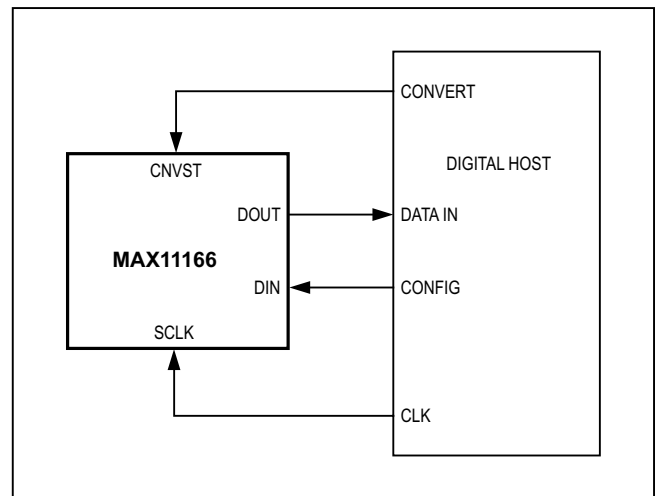 CONVERT
CNVST
DIGITAL HOST
DOUT
DATA IN
MAX11166
DIN
CONFIG
SCLK
CLK